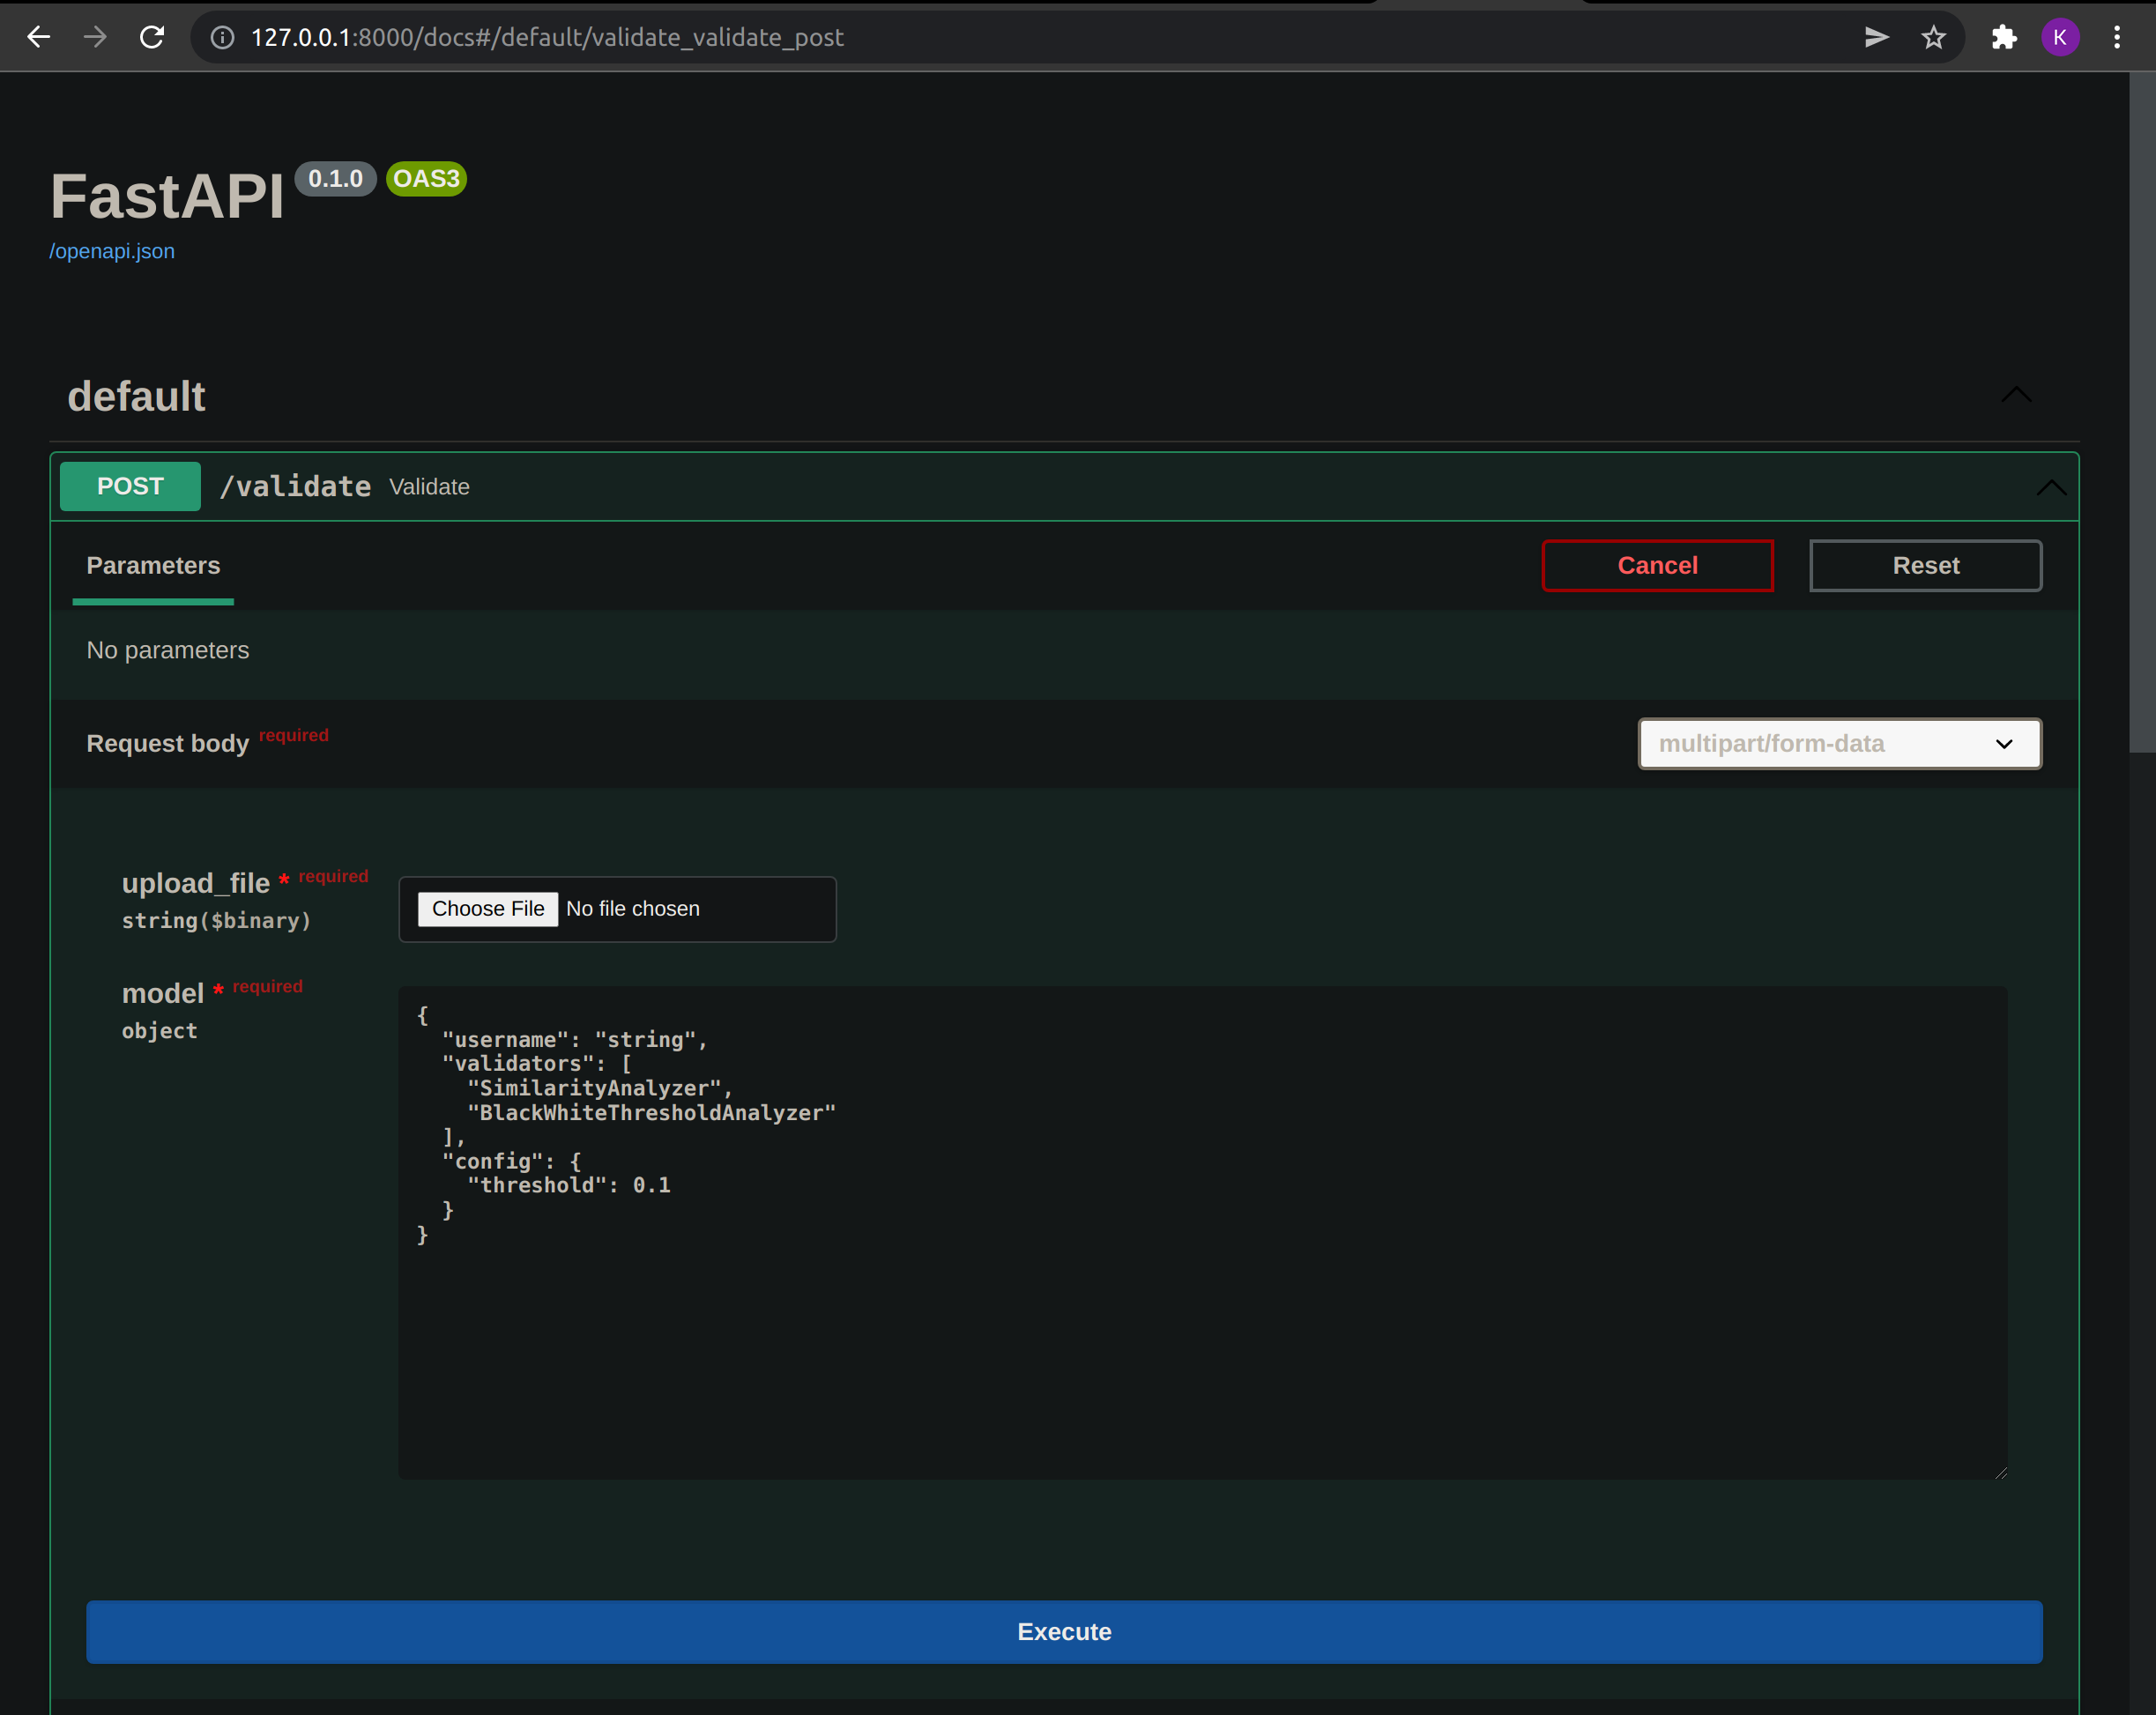 127.0.0.1:8000/docs#/default/validate_validate_post
K
FastAPI 0.1.0 OAS3
/openapi.json
default
POST /validate Validate
Parameters Cancel Reset
No parameters
Request body required multipart/form-data
upload_file * required
string($binary)
Choose File No file chosen
model * required
object
{
  "username": "string",
  "validators": [
    "SimilarityAnalyzer",
    "BlackWhiteThresholdAnalyzer"
  ],
  "config": {
    "threshold": 0.1
  }
}
Execute